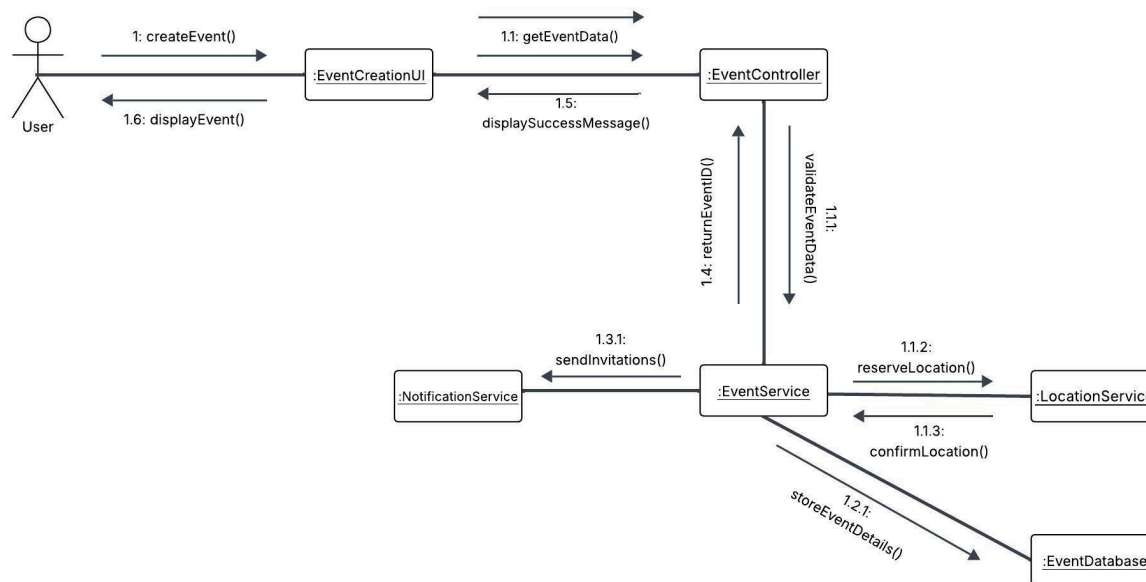 1: createEvent()
1.1: getEventData()
:EventCreationUI
:EventController
1.6: displayEvent()
1.5:
displaySuccessMessage()
User
1.4: returnEventID()
1.1.1:
validateEventData()
1.3.1:
sendInvitations()
1.1.2:
reserveLocation()
:NotificationService
:EventService
:LocationServic
1.1.3:
confirmLocation()
1.2.1:
storeEventDetails()
:EventDatabase